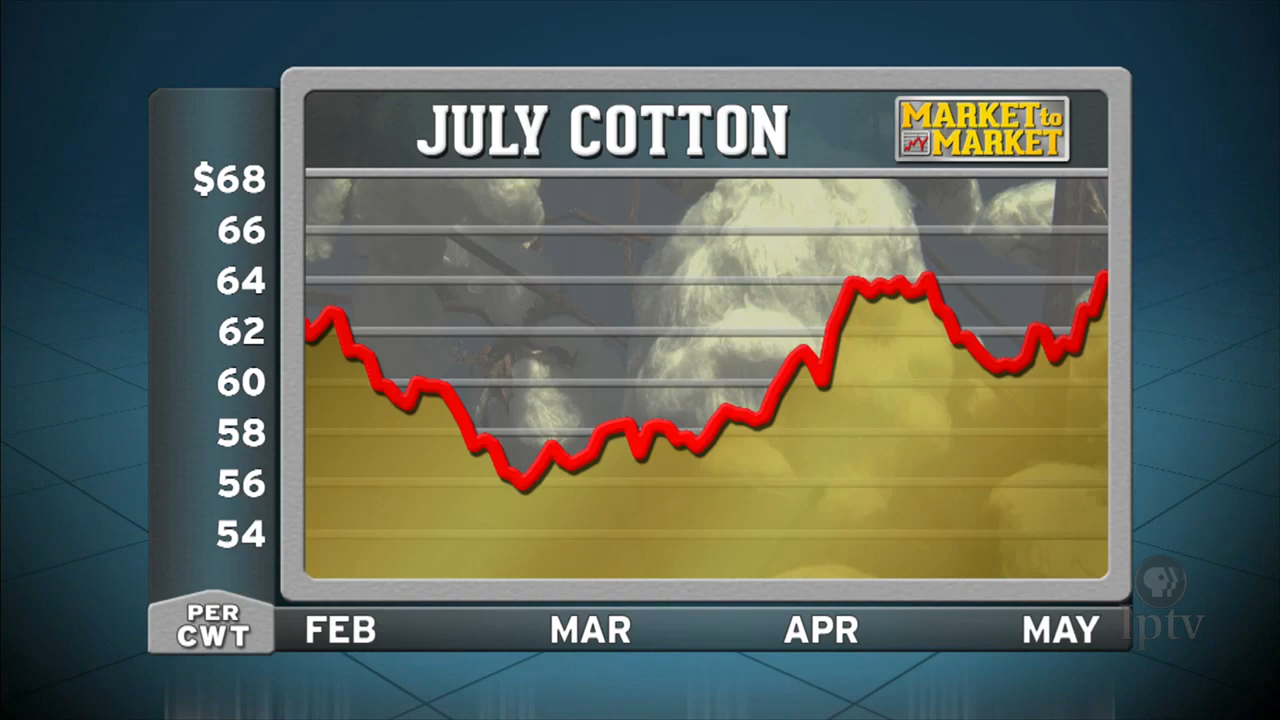 JULY COTTON
MARKET to
MARKET
$68
66
64
62
60
58
56
54
PER
CWT
FEB MAR APR MAY
iptv